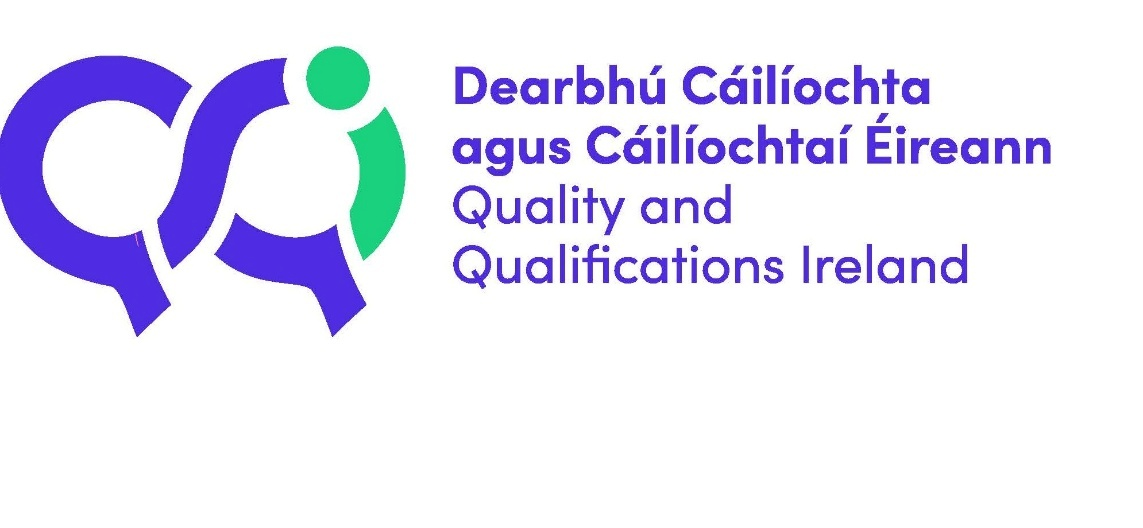 Dearbhú Cáilíochta
agus Cáilíochtaí Éireann
Quality and
Qualifications Ireland